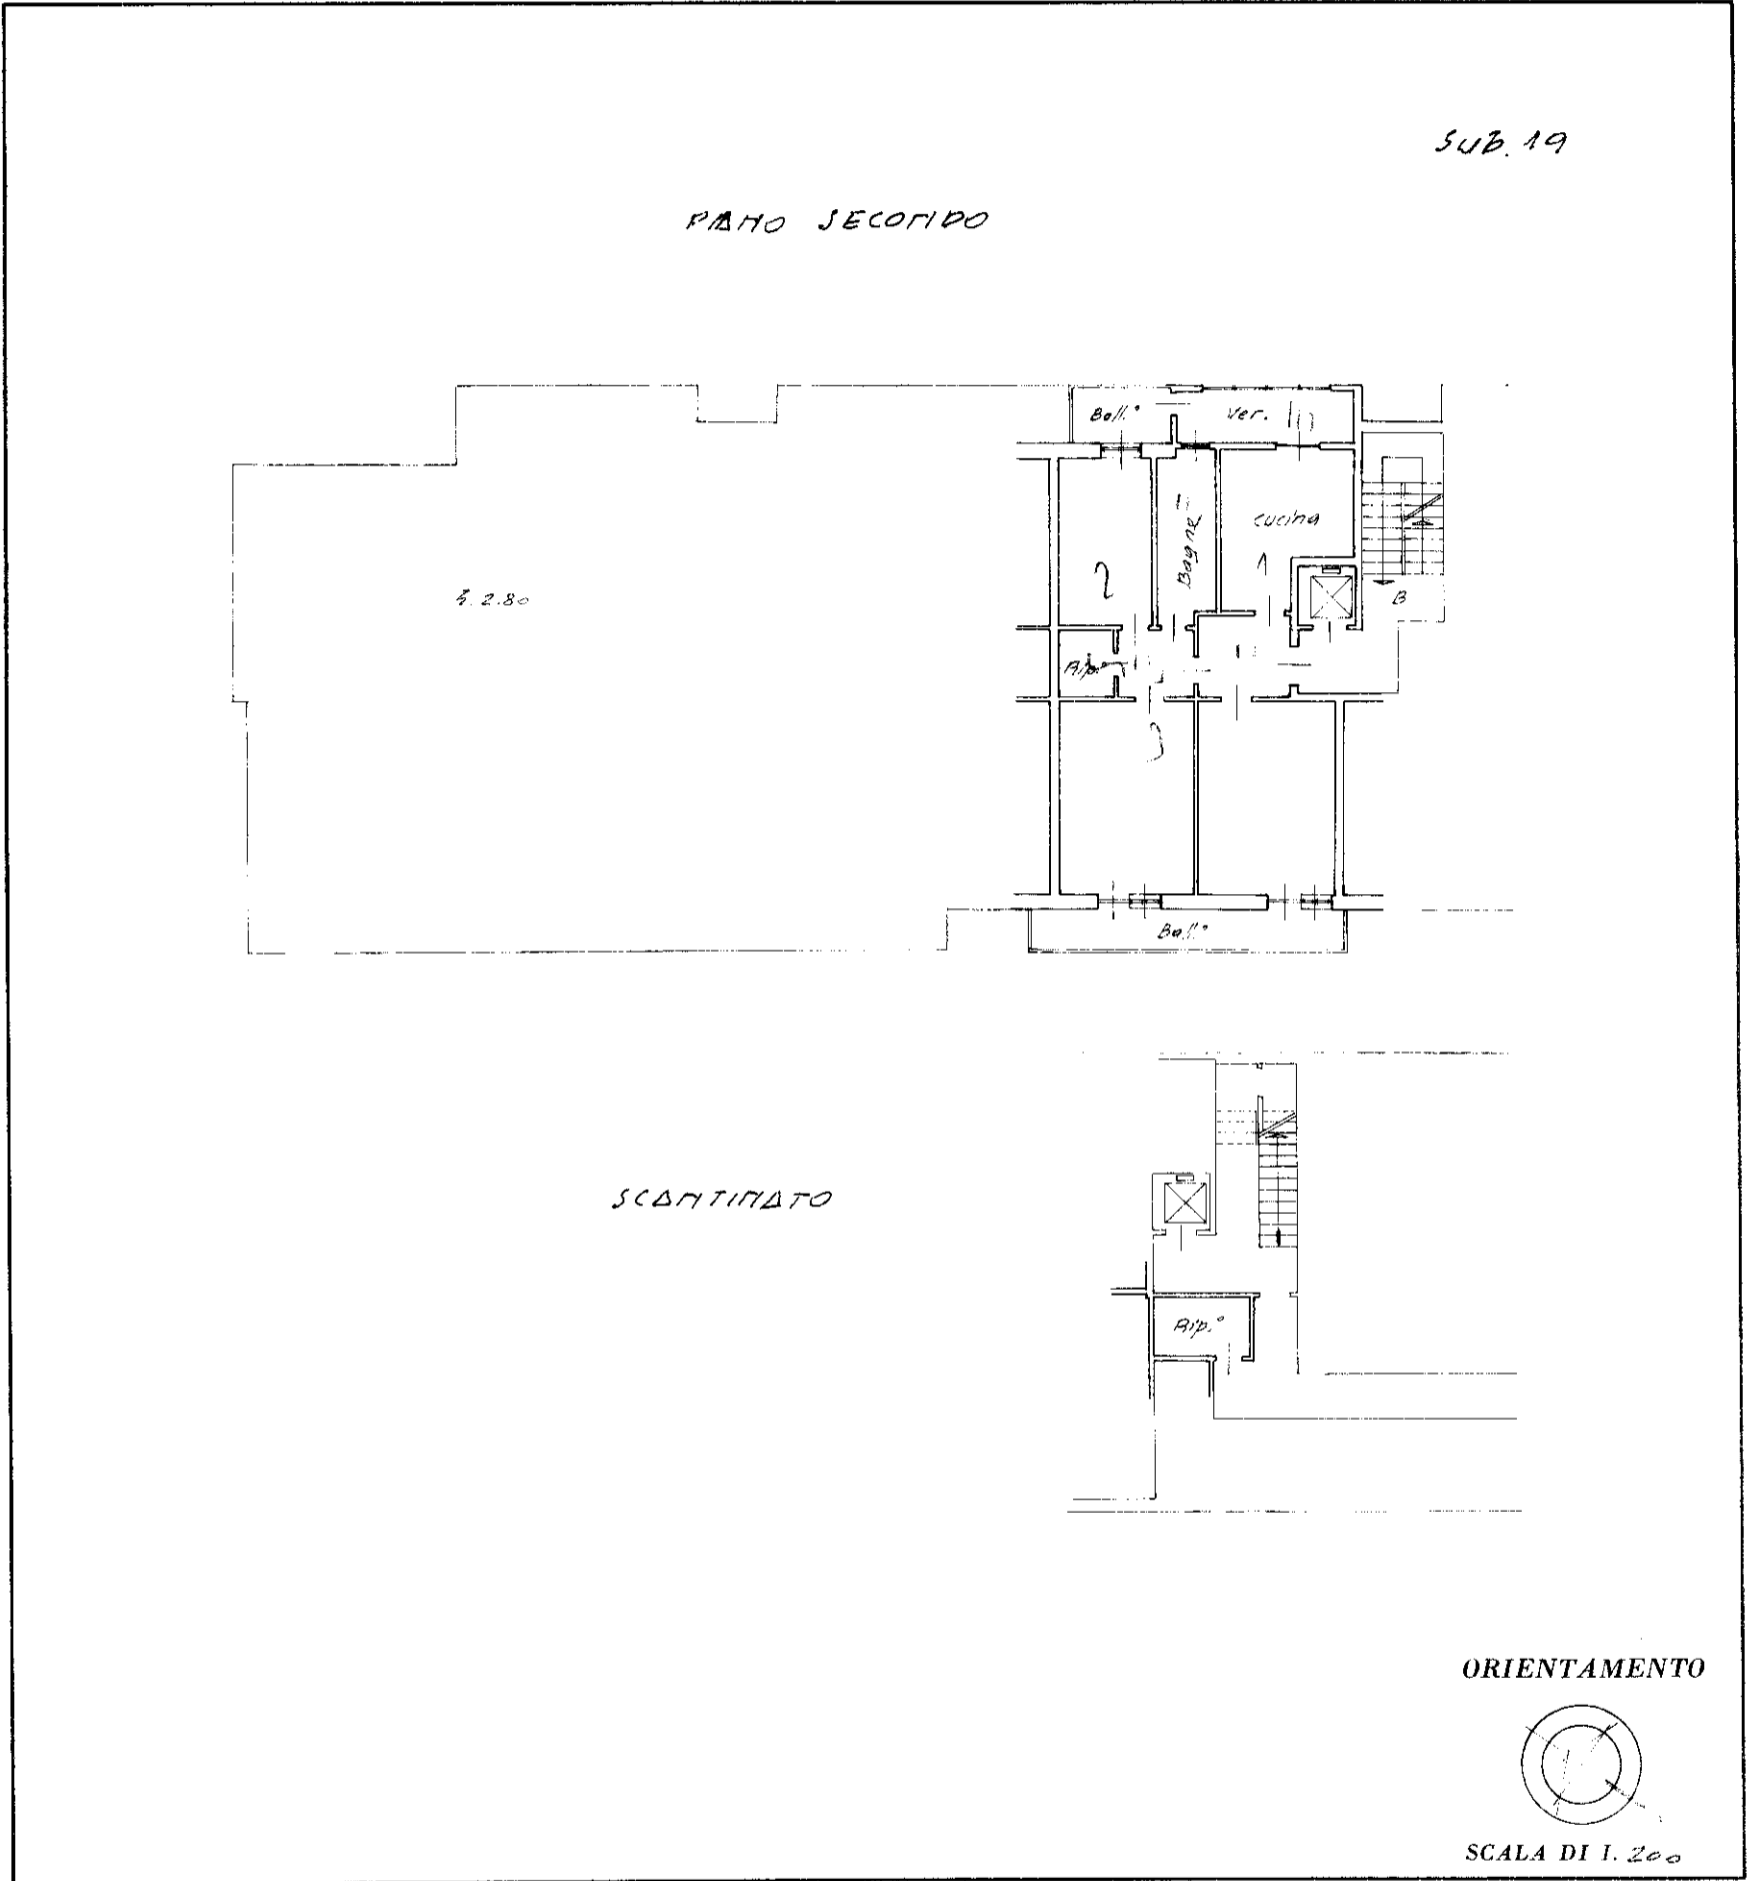 Sub. 19
PIANO SECONDO
Ball.° Ver.
cucina
Bagno
2 1
h. 2.80
B
Rip.°
Ball.°
SCANTINATO
Rip.°
ORIENTAMENTO
SCALA DI 1. 200